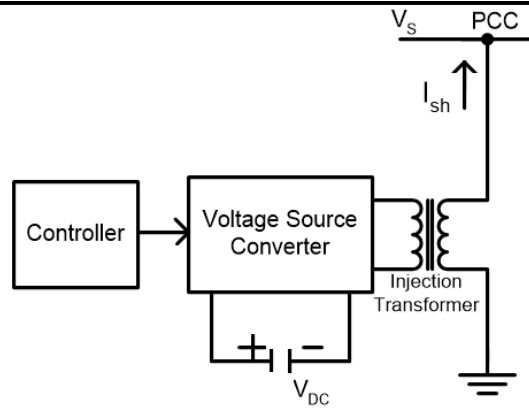 V_S PCC
I_sh
Controller
Voltage Source
Converter
Injection
Transformer
+ −
V_DC